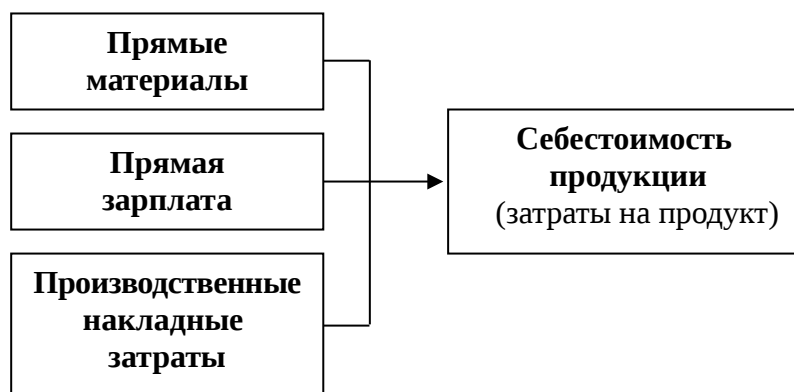 Прямые
материалы
Прямая
зарплата
Производственные
накладные
затраты
Себестоимость
продукции
(затраты на продукт)